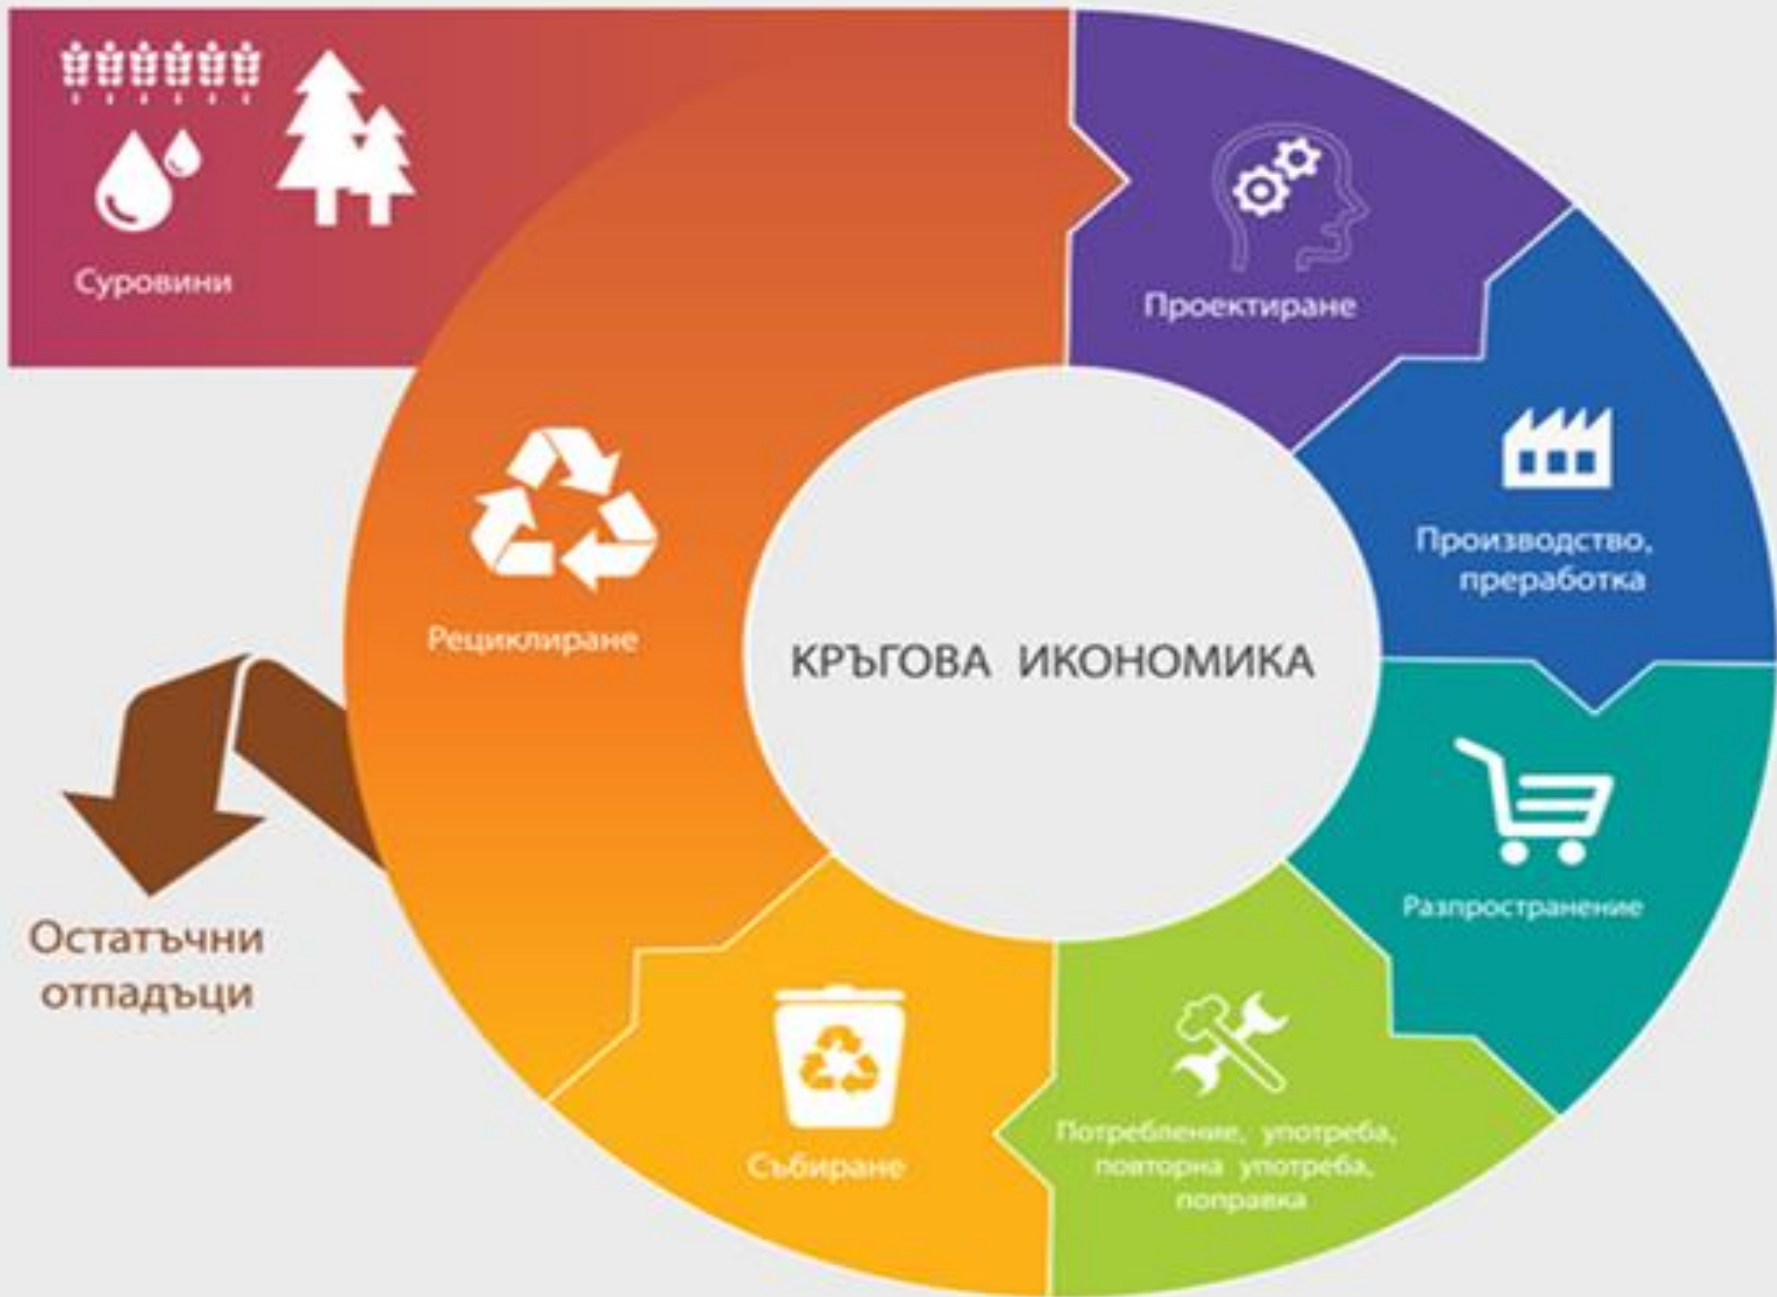 Суровини
Проектиране
Производство,
преработка
Разпространение
Потребление, употреба,
повторна употреба,
поправка
Събиране
Рециклиране
Остатъчни
отпадъци
КРЪГОВА ИКОНОМИКА